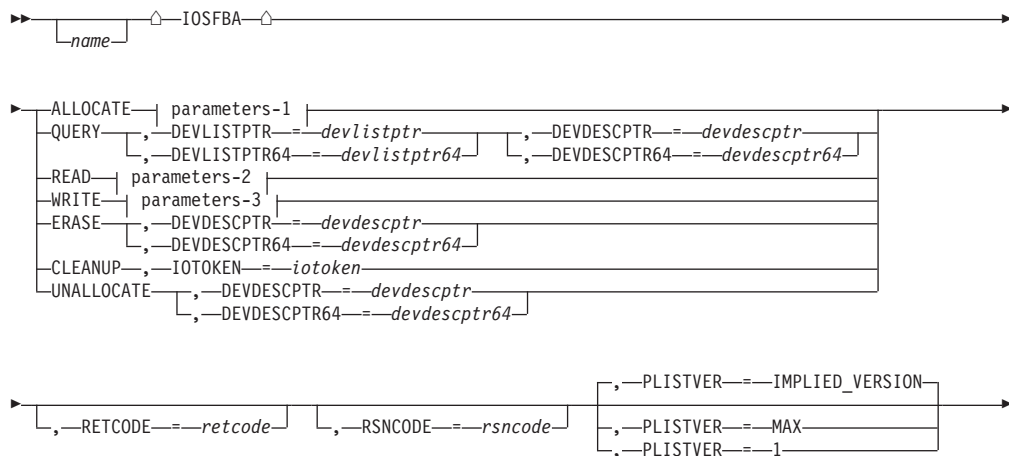 IOSFBA
name
ALLOCATE parameters-1
QUERY , DEVLISTPTR = devlistptr , DEVDESCPTR = devdescptr
, DEVLISTPTR64 = devlistptr64 , DEVDESCPTR64 = devdescptr64
READ parameters-2
WRITE parameters-3
ERASE , DEVDESCPTR = devdescptr
, DEVDESCPTR64 = devdescptr64
CLEANUP , IOTOKEN = iotoken
UNALLOCATE , DEVDESCPTR = devdescptr
, DEVDESCPTR64 = devdescptr64
, PLISTVER = IMPLIED_VERSION
, RETCODE = retcode , RSNCODE = rsncode , PLISTVER = MAX
, PLISTVER = 1